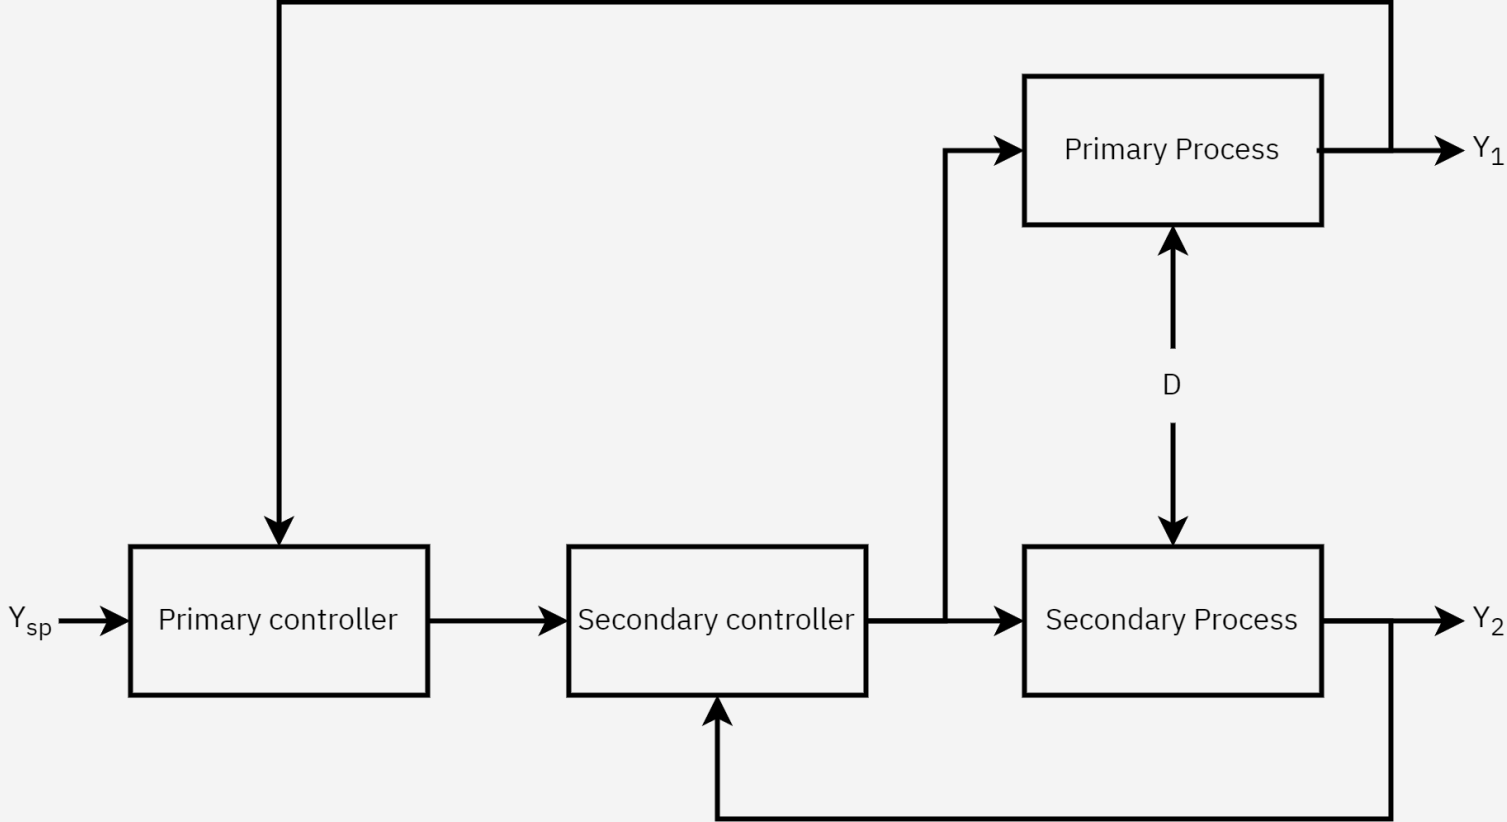 Primary Process
Y1
D
Ysp
Primary controller
Secondary controller
Secondary Process
Y2